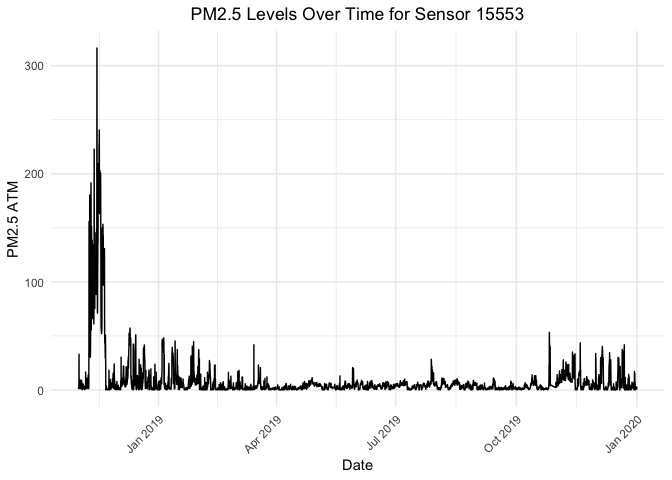 PM2.5 Levels Over Time for Sensor 15553
PM2.5 ATM
300
200
100
0
Jan 2019
Apr 2019
Jul 2019
Oct 2019
Jan 2020
Date